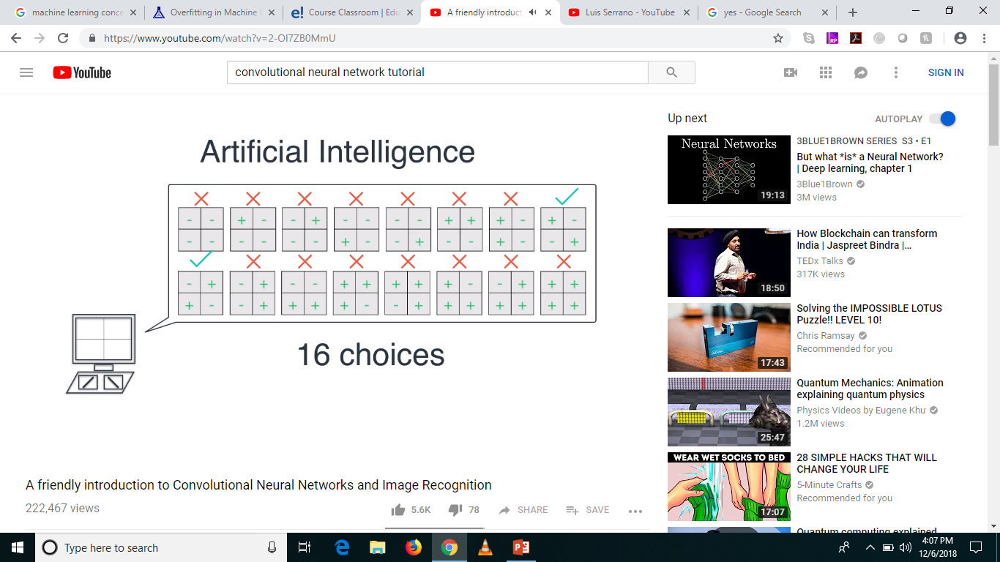 machine learning conce
Overfitting in Machine L
Course Classroom | Edu
A friendly introduct
Luis Serrano - YouTube
yes - Google Search
https://www.youtube.com/watch?v=2-Ol7ZB0MmU
YouTube
convolutional neural network tutorial
SIGN IN
Artificial Intelligence
- - + - - + - - - - + + + - + -
- - - - - - + - - + - - + - - +
- + - + - - + + + + + - - + + +
+ - - + + + + - - + + + + + + +
16 choices
A friendly introduction to Convolutional Neural Networks and Image Recognition
222,467 views
5.6K
78
SHARE
SAVE
Up next
AUTOPLAY
Neural Networks
19:13
3BLUE1BROWN SERIES S3 • E1
But what *is* a Neural Network?
| Deep learning, chapter 1
3Blue1Brown
3M views
18:50
How Blockchain can transform
India | Jaspreet Bindra |...
TEDx Talks
317K views
17:43
Solving the IMPOSSIBLE LOTUS
Puzzle!! LEVEL 10!
Chris Ramsay
Recommended for you
25:47
Quantum Mechanics: Animation
explaining quantum physics
Physics Videos by Eugene Khu
1.2M views
WEAR WET SOCKS TO BED
17:07
28 SIMPLE HACKS THAT WILL
CHANGE YOUR LIFE
5-Minute Crafts
Recommended for you
Quantum computing explained
Type here to search
4:07 PM
12/6/2018